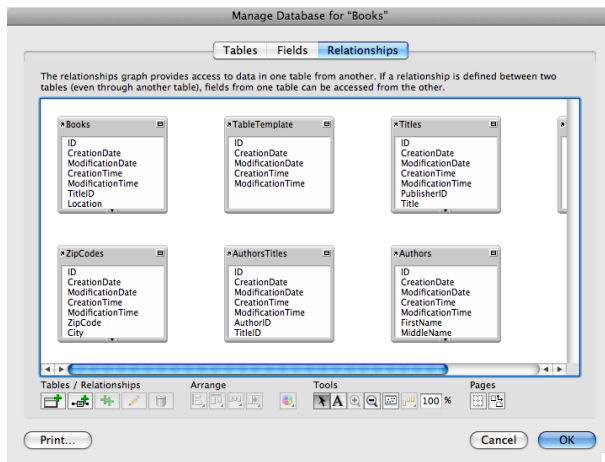 Manage Database for "Books"
Tables Fields Relationships
The relationships graph provides access to data in one table from another. If a relationship is defined between two
tables (even through another table), fields from one table can be accessed from the other.
Books
ID
CreationDate
ModificationDate
CreationTime
ModificationTime
TitleID
Location
TableTemplate
ID
CreationDate
ModificationDate
CreationTime
ModificationTime
Titles
ID
CreationDate
ModificationDate
CreationTime
ModificationTime
PublisherID
Title
ZipCodes
ID
CreationDate
ModificationDate
CreationTime
ModificationTime
ZipCode
City
AuthorsTitles
ID
CreationDate
ModificationDate
CreationTime
ModificationTime
AuthorID
TitleID
Authors
ID
CreationDate
ModificationDate
CreationTime
ModificationTime
FirstName
MiddleName
Tables / Relationships Arrange Tools Pages
A 100 %
Print... Cancel OK